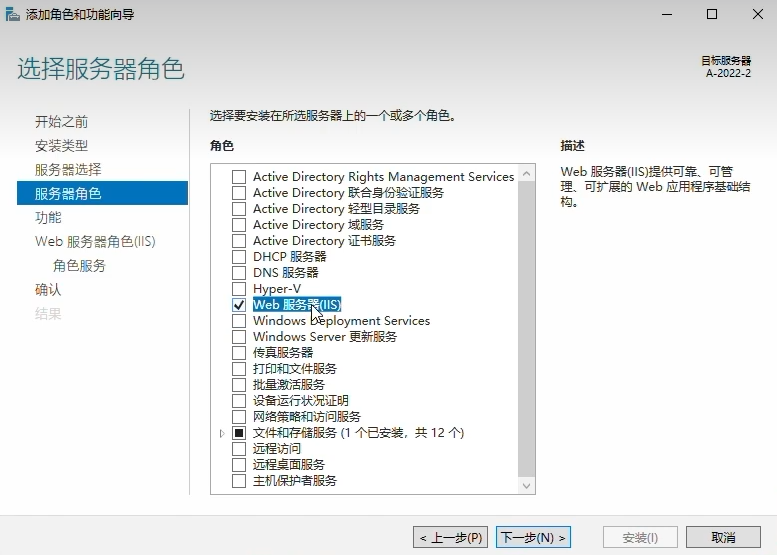 添加角色和功能向导
选择服务器角色
目标服务器
A-2022-2
开始之前
安装类型
服务器选择
服务器角色
功能
Web 服务器角色(IIS)
角色服务
确认
结果
选择要安装在所选服务器上的一个或多个角色。
角色
Active Directory Rights Management Services
Active Directory 联合身份验证服务
Active Directory 轻型目录服务
Active Directory 域服务
Active Directory 证书服务
DHCP 服务器
DNS 服务器
Hyper-V
Web 服务器(IIS)
Windows Deployment Services
Windows Server 更新服务
传真服务器
打印和文件服务
批量激活服务
设备运行状况证明
网络策略和访问服务
文件和存储服务 (1 个已安装，共 12 个)
远程访问
远程桌面服务
主机保护者服务
描述
Web 服务器(IIS)提供可靠、可管
理、可扩展的 Web 应用程序基础结
构。
< 上一步(P)
下一步(N) >
安装(I)
取消